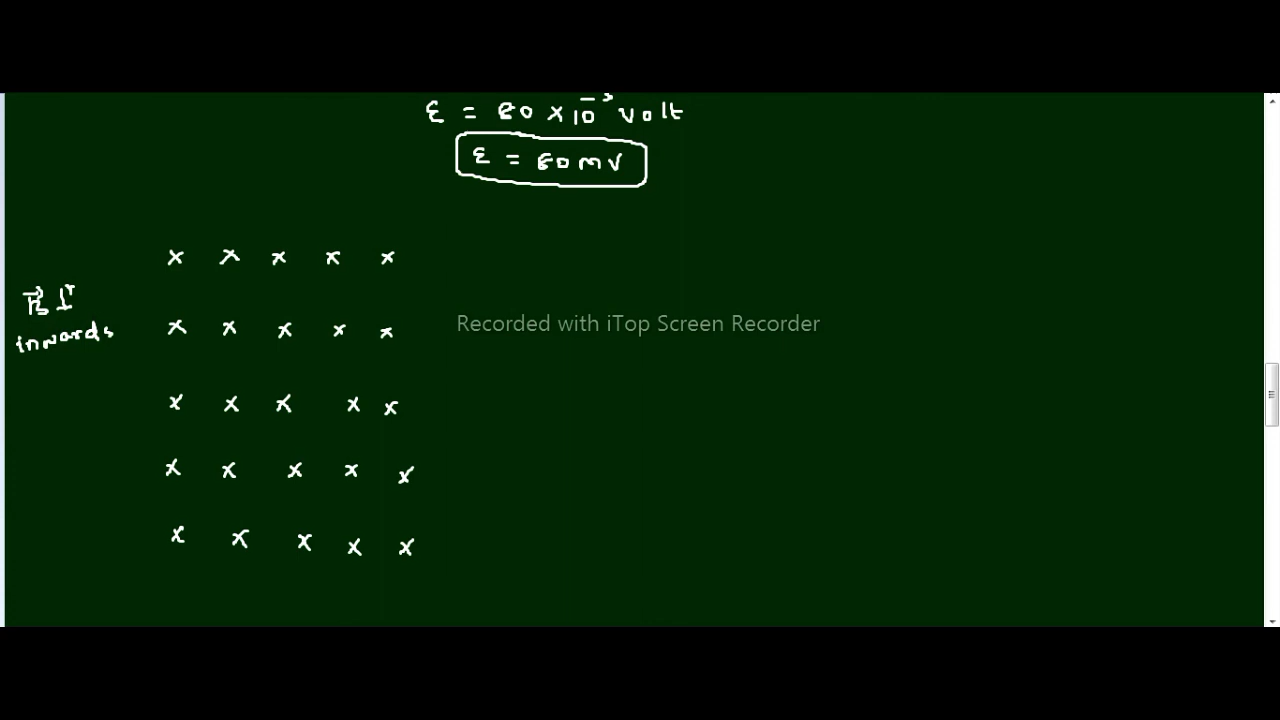 ε = 80 × 10⁻³ volt
ε = 80 mV
x x x x x
B⃗ ⊥ʳ
inwards
x x x x x
x x x x x
x x x x x
x x x x x
Recorded with iTop Screen Recorder